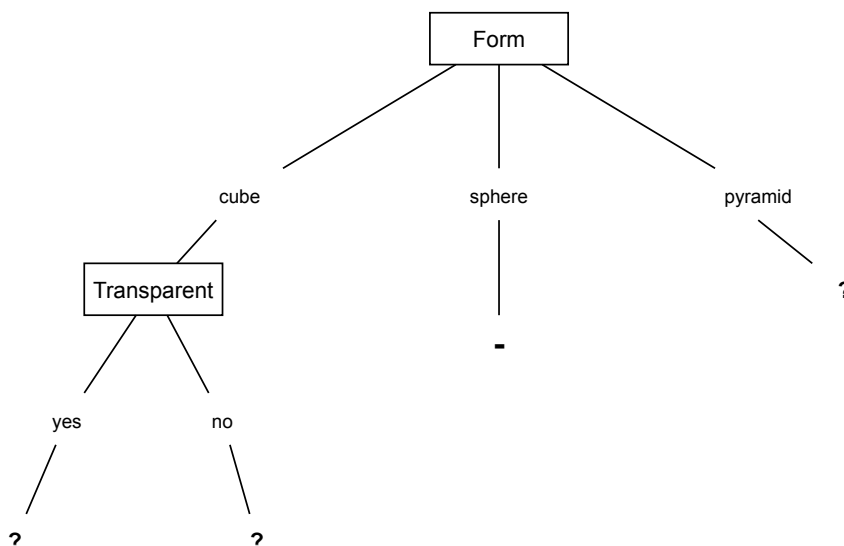 Form
cube
sphere
pyramid
Transparent
?
-
yes
no
?
?